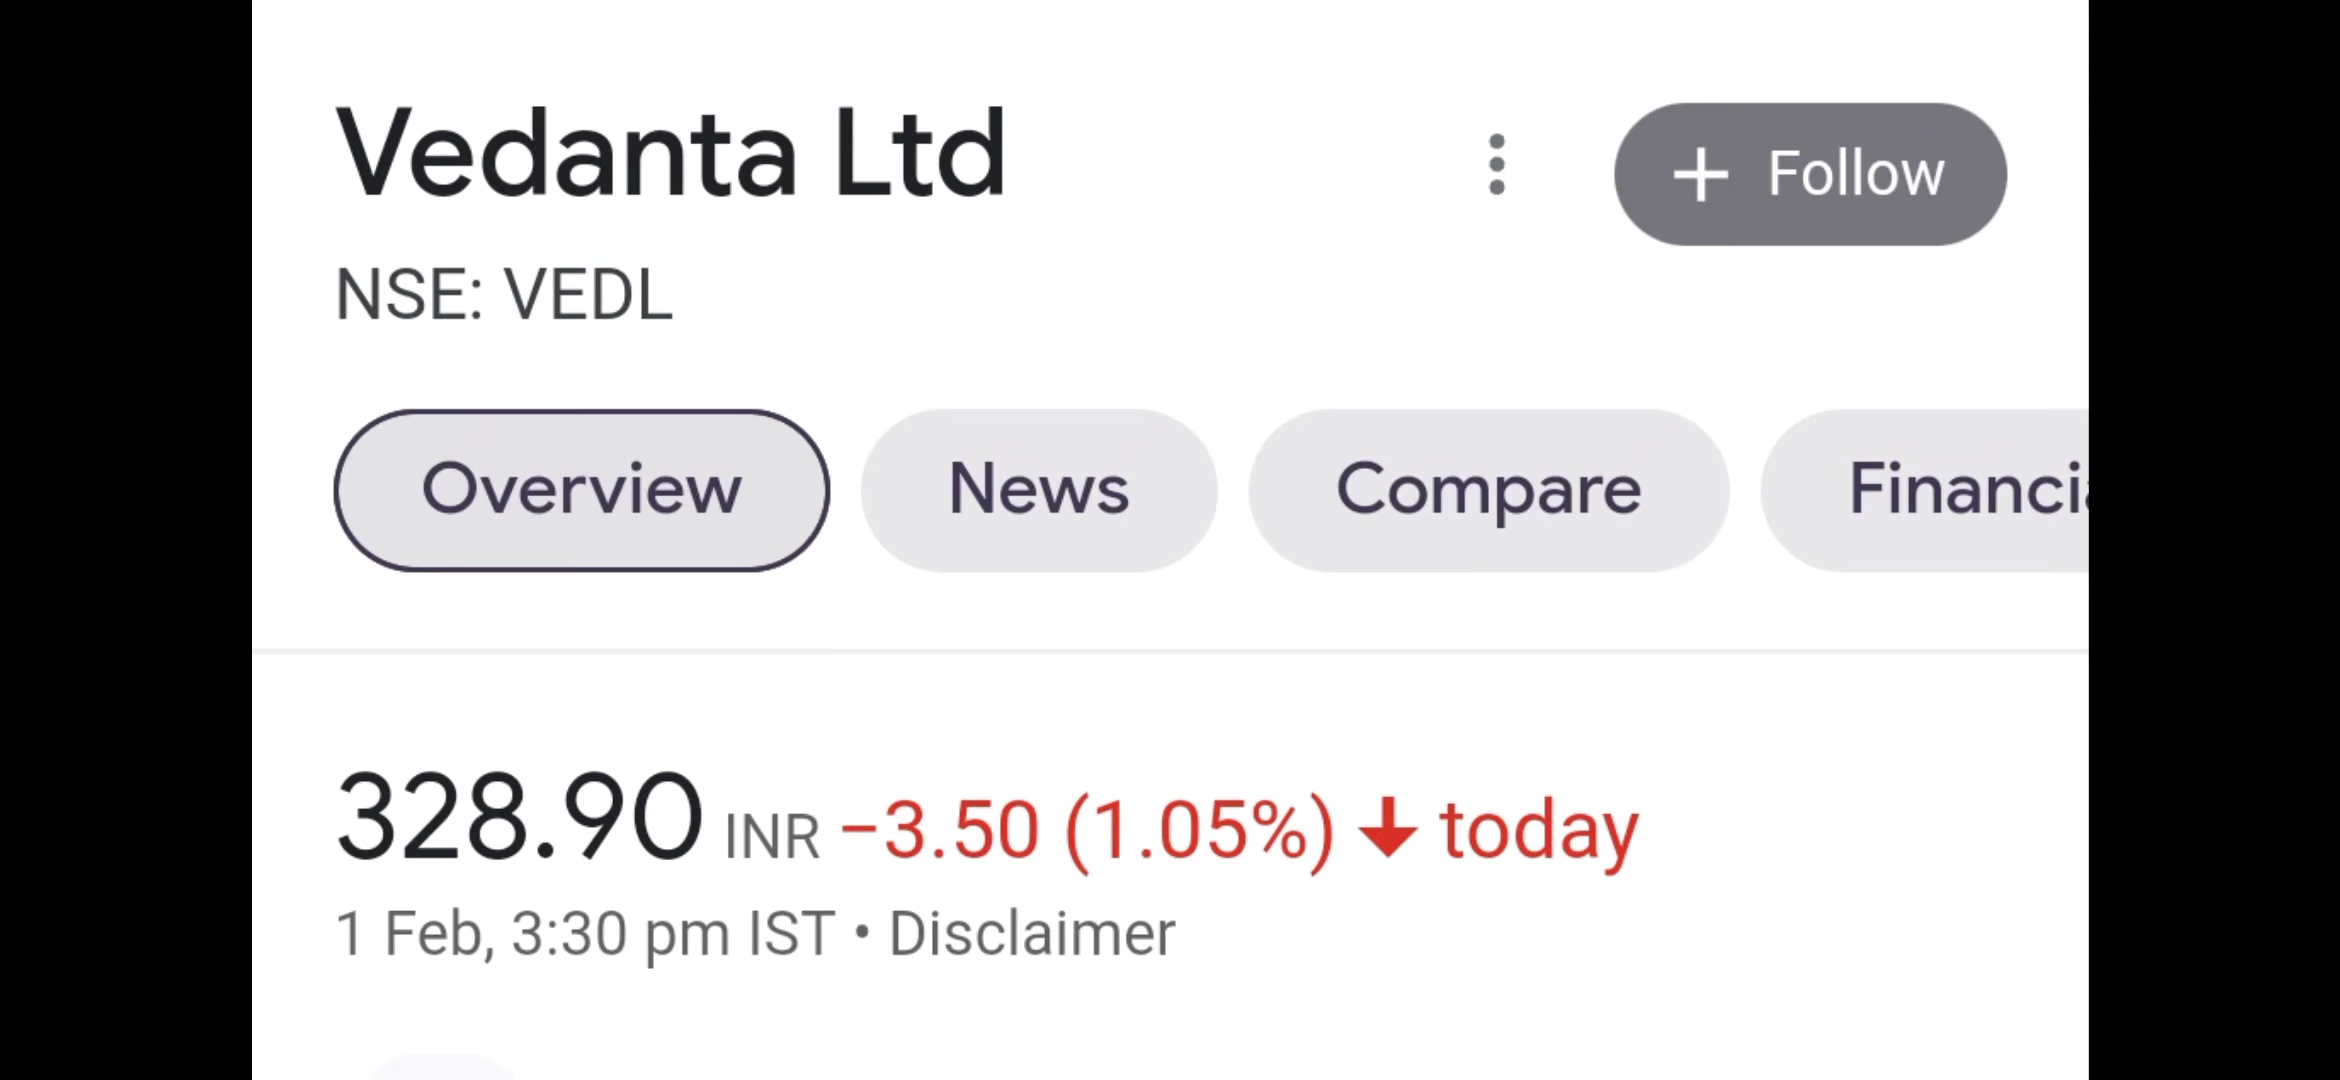 Vedanta Ltd
+ Follow
NSE: VEDL
Overview News Compare Financi
328.90 INR −3.50 (1.05%) ↓ today
1 Feb, 3:30 pm IST • Disclaimer